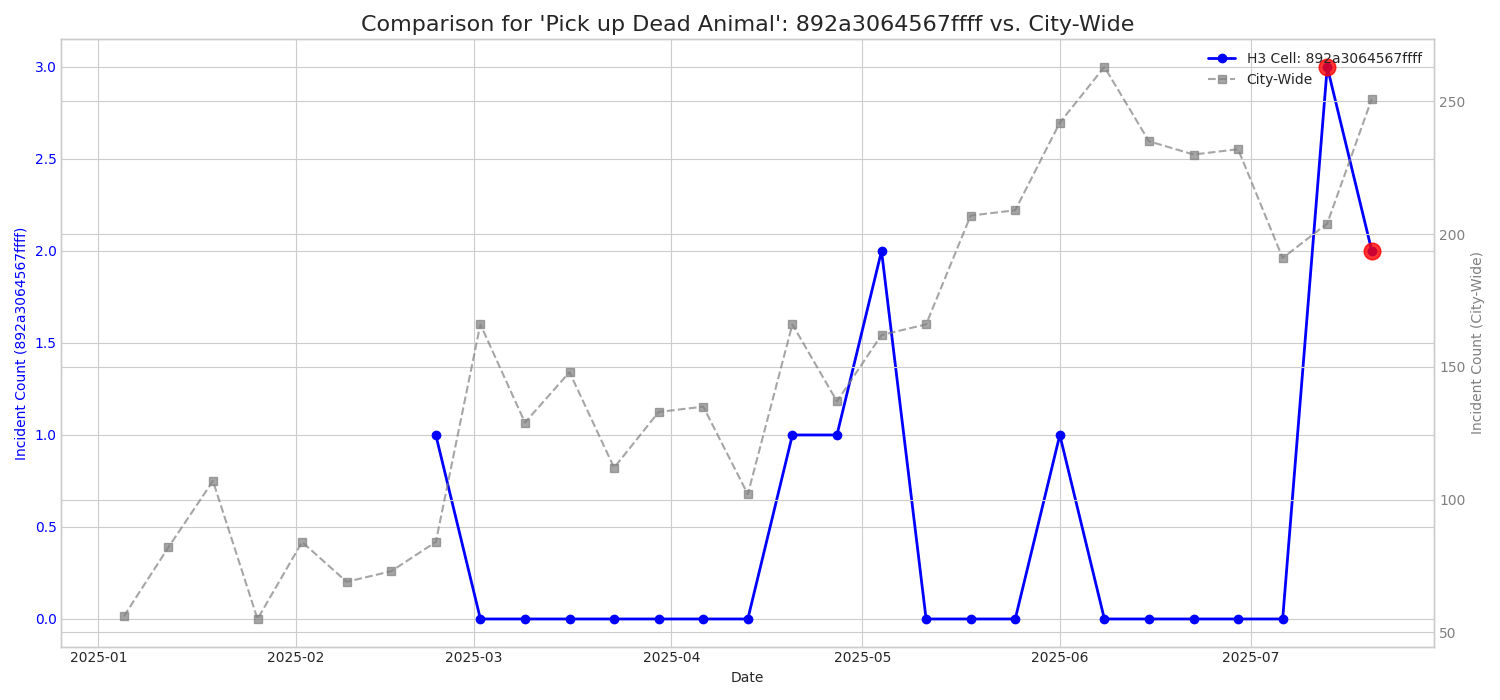 Comparison for 'Pick up Dead Animal': 892a3064567ffff vs. City-Wide
H3 Cell: 892a3064567ffff
City-Wide
Incident Count (892a3064567ffff)
3.0
2.5
2.0
1.5
1.0
0.5
0.0
250
200
150
100
50
Incident Count (City-Wide)
2025-01 2025-02 2025-03 2025-04 2025-05 2025-06 2025-07
Date